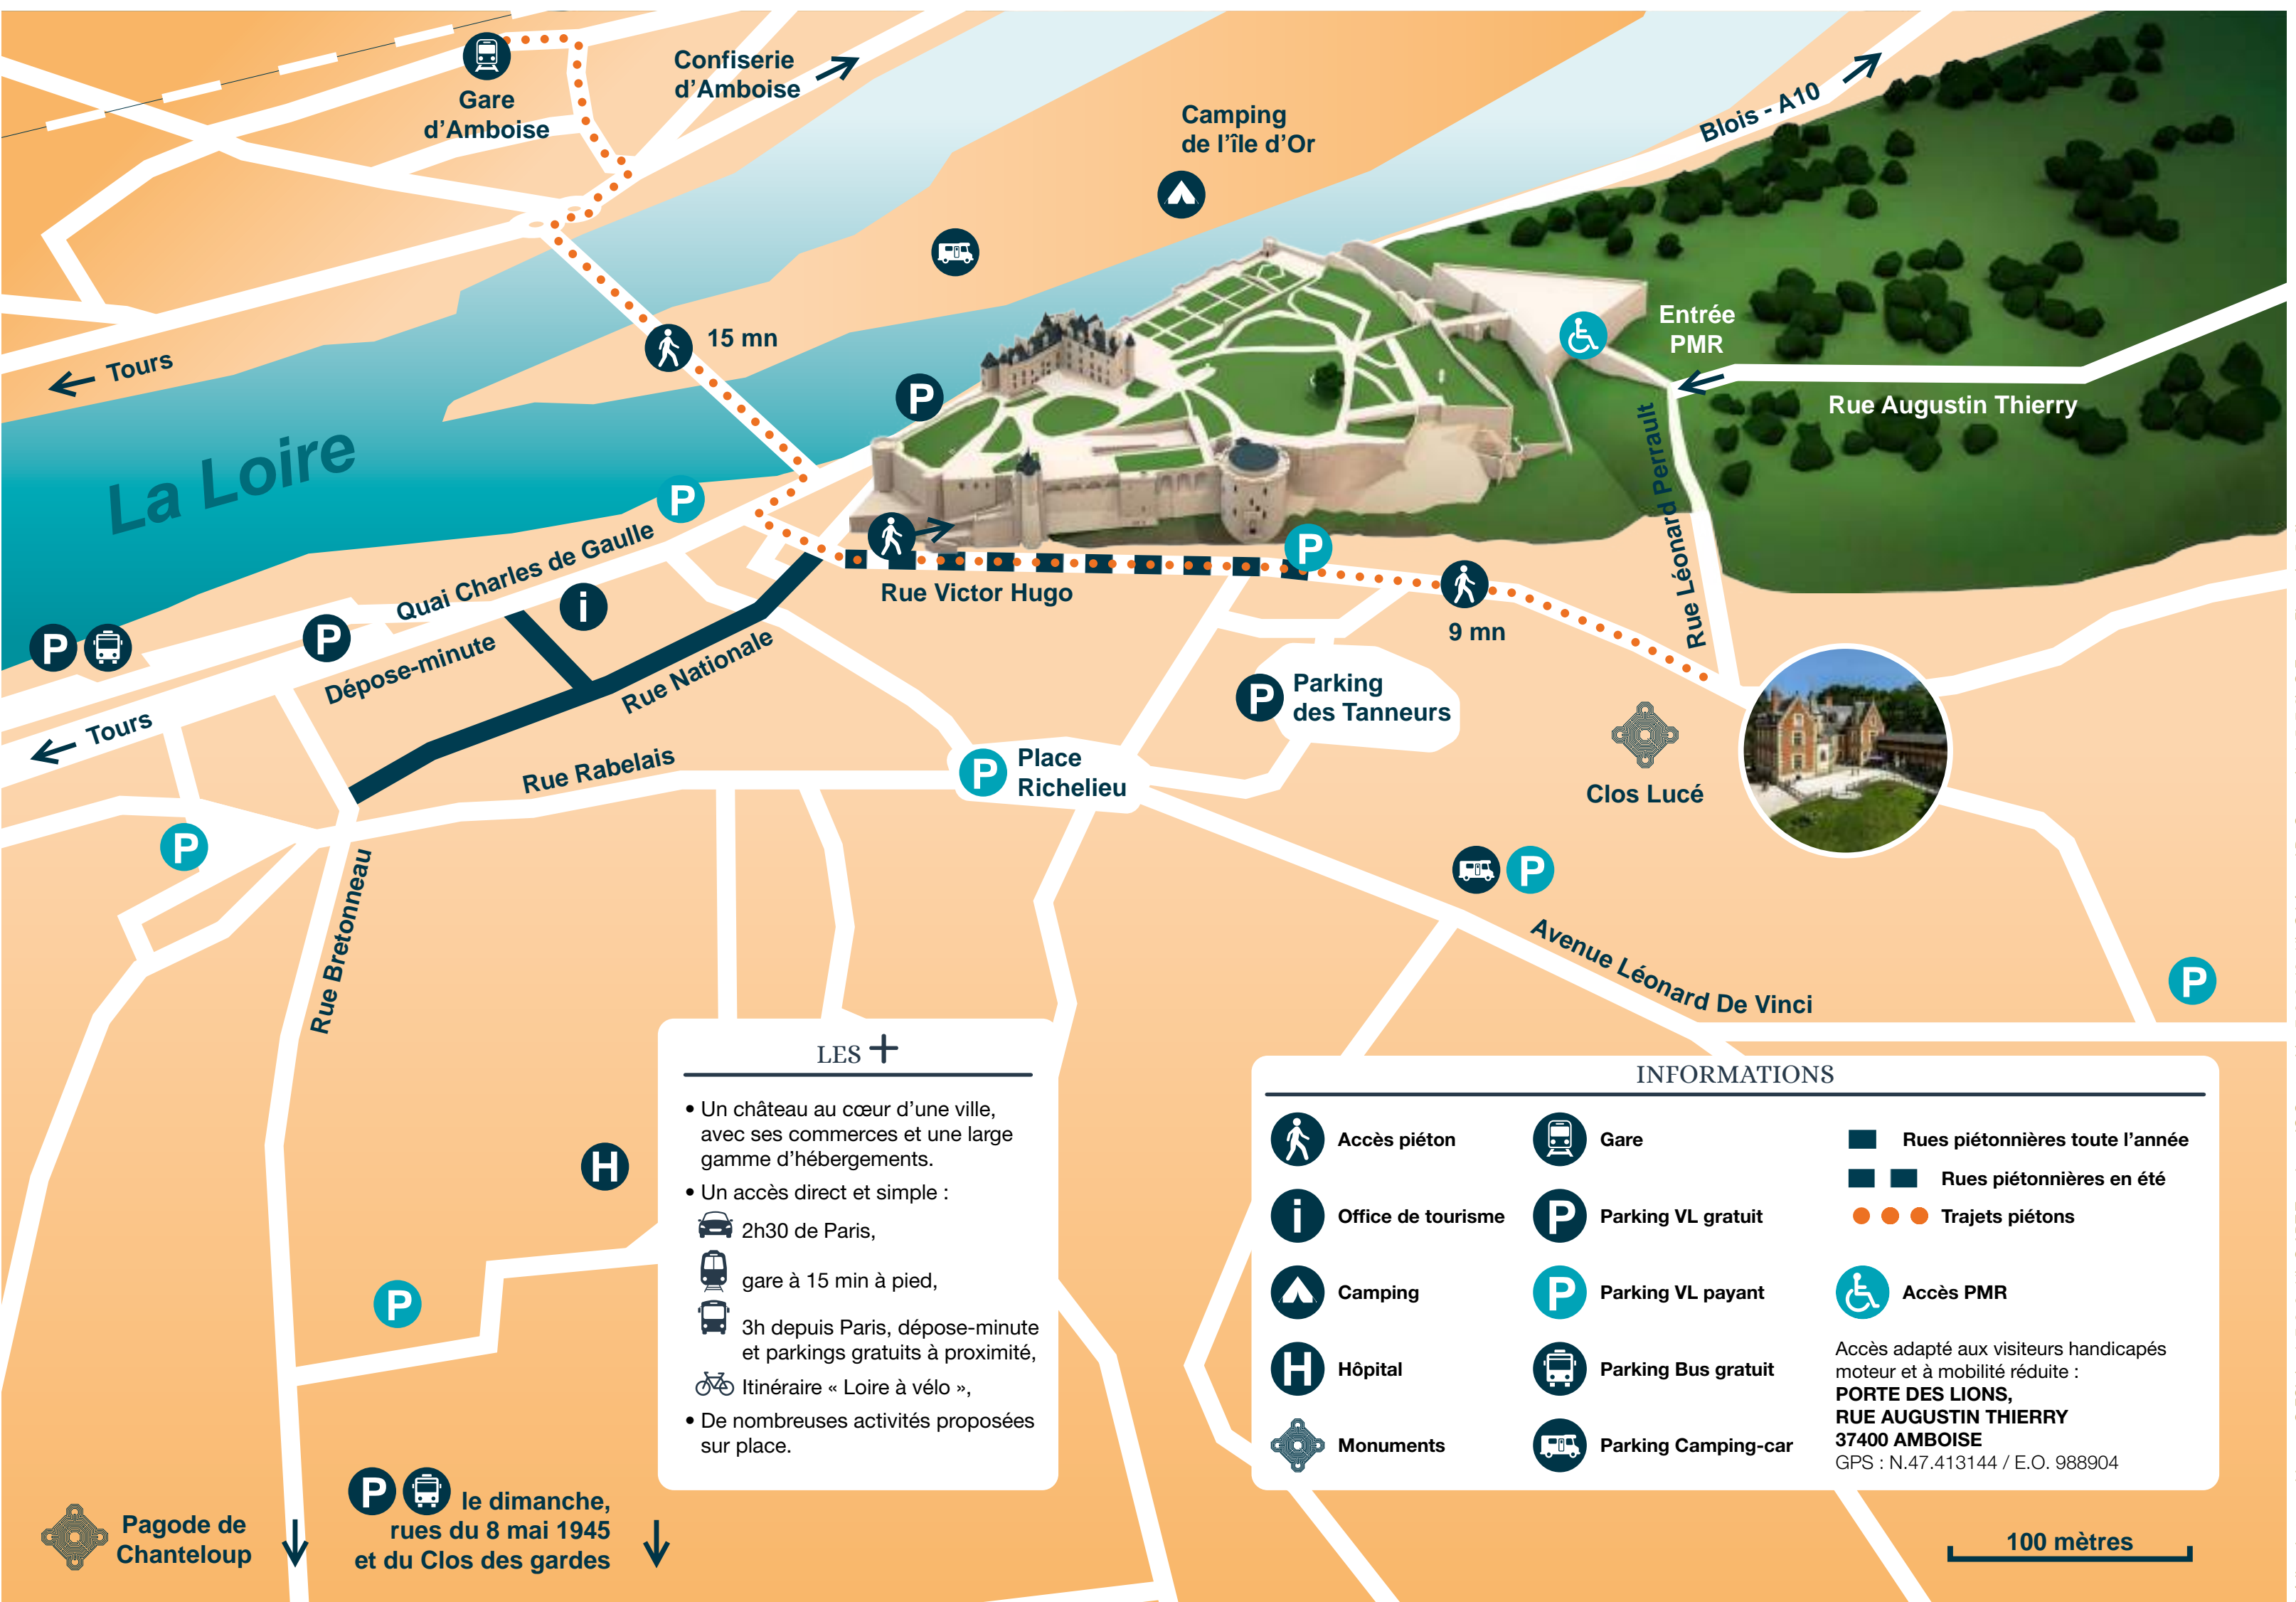 Gare
d’Amboise
Confiserie
d’Amboise
Camping
de l’île d’Or
Blois - A10
15 mn
Tours
La Loire
P
Entrée
PMR
Rue Augustin Thierry
Rue Léonard Perrault
P
Quai Charles de Gaulle
P
Rue Victor Hugo
i
P
P
Dépose-minute
Rue Nationale
9 mn
Tours
P
Parking
des Tanneurs
Rue Rabelais
P
Place
Richelieu
Clos Lucé
P
P
Rue Bretonneau
Avenue Léonard De Vinci
P
H
P
LES +
• Un château au cœur d’une ville,
avec ses commerces et une large
gamme d’hébergements.
• Un accès direct et simple :
2h30 de Paris,
gare à 15 min à pied,
3h depuis Paris, dépose-minute
et parkings gratuits à proximité,
Itinéraire « Loire à vélo »,
• De nombreuses activités proposées
sur place.
INFORMATIONS
Accès piéton
i Office de tourisme
Camping
H Hôpital
Monuments
Gare
P Parking VL gratuit
P Parking VL payant
Parking Bus gratuit
Parking Camping-car
Rues piétonnières toute l’année
Rues piétonnières en été
Trajets piétons
Accès PMR
Accès adapté aux visiteurs handicapés
moteur et à mobilité réduite :
PORTE DES LIONS,
RUE AUGUSTIN THIERRY
37400 AMBOISE
GPS : N.47.413144 / E.O. 988904
Pagode de
Chanteloup
P le dimanche,
rues du 8 mai 1945
et du Clos des gardes
100 mètres